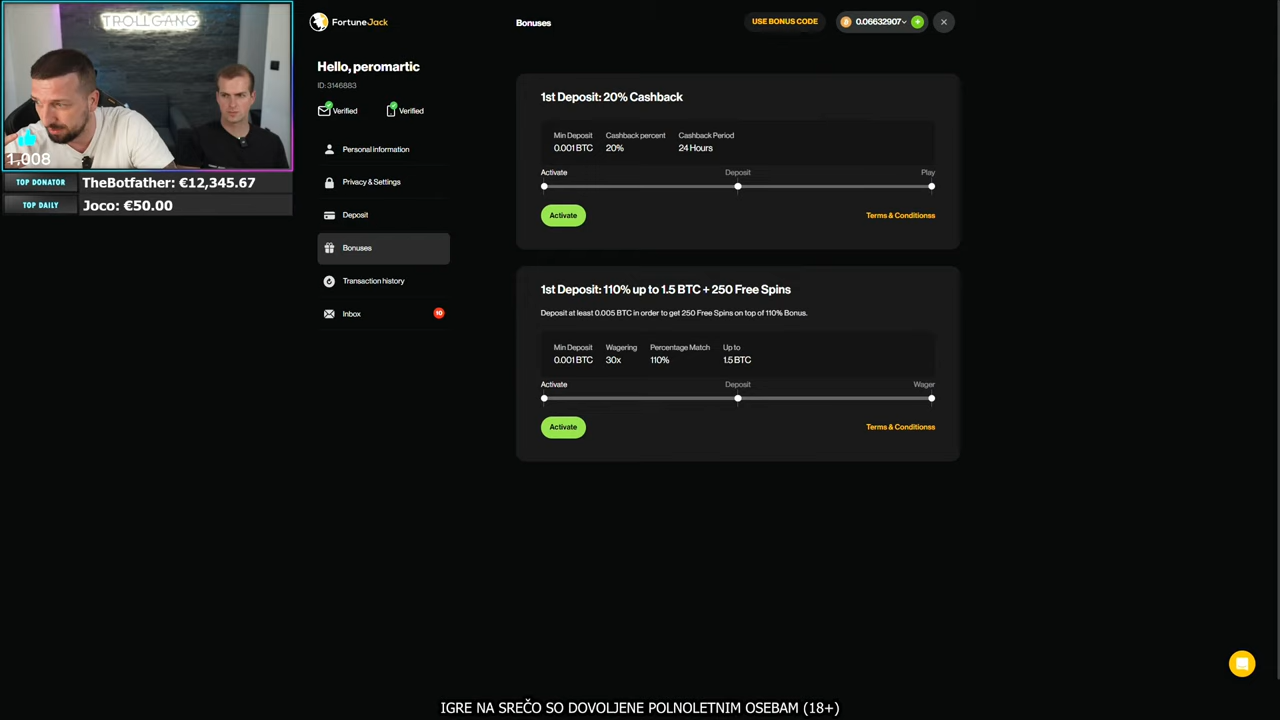 TROLLGANG
1,008
TOP DONATOR TheBotfather: €12,345.67
TOP DAILY Joco: €50.00
FortuneJack
Bonuses
USE BONUS CODE
0.06632907
Hello, peromartic
ID: 3146883
Verified Verified
Personal information
Privacy & Settings
Deposit
Bonuses
Transaction history
Inbox 10
1st Deposit: 20% Cashback
Min Deposit Cashback percent Cashback Period
0.001 BTC 20% 24 Hours
Activate Deposit Play
Activate Terms & Conditionss
1st Deposit: 110% up to 1.5 BTC + 250 Free Spins
Deposit at least 0.005 BTC in order to get 250 Free Spins on top of 110% Bonus.
Min Deposit Wagering Percentage Match Up to
0.001 BTC 30x 110% 1.5 BTC
Activate Deposit Wager
Activate Terms & Conditionss
IGRE NA SREČO SO DOVOLJENE POLNOLETNIM OSEBAM (18+)